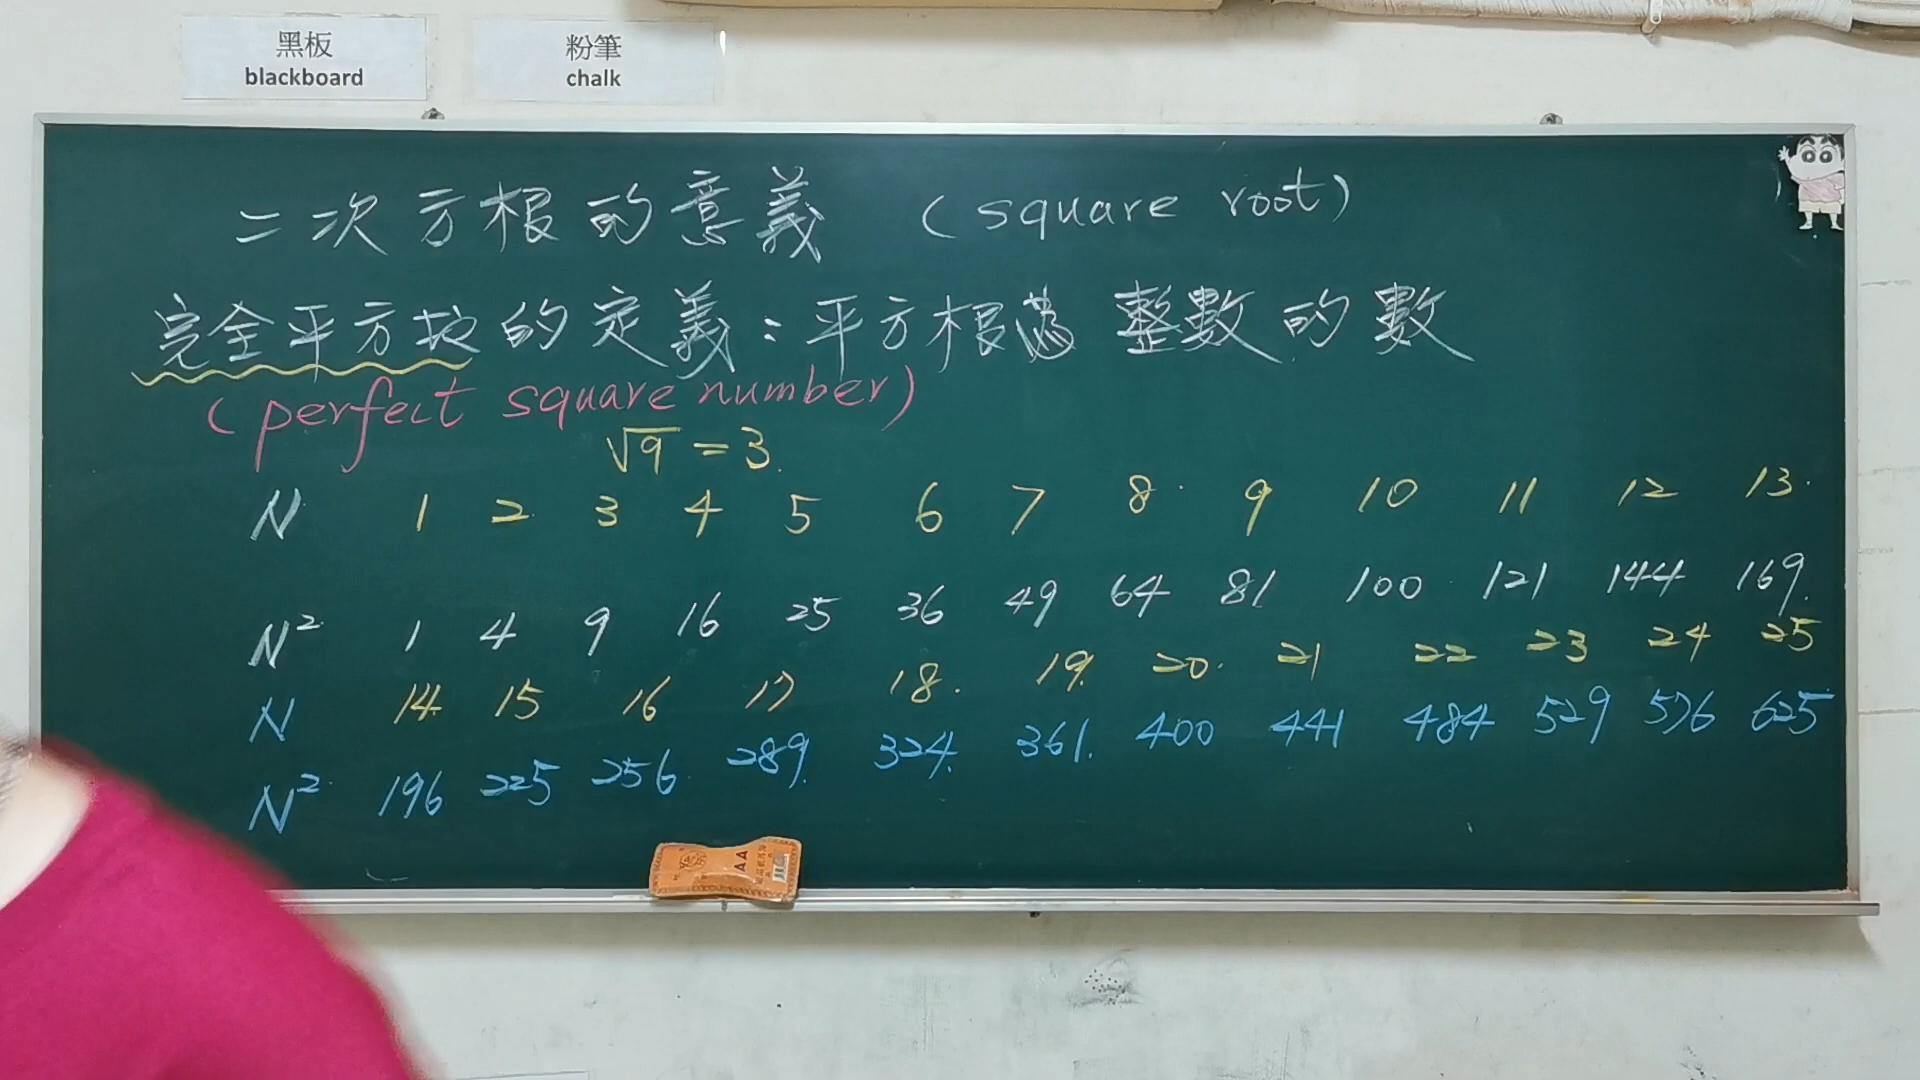 黑板
blackboard
粉筆
chalk
二次方根的意義 (square root)
完全平方的定義：平方根為整數的數
(perfect square number)
√9 = 3
N 1 2 3 4 5 6 7 8 9 10 11 12 13
N² 1 4 9 16 25 36 49 64 81 100 121 144 169
N 14 15 16 17 18 19 20 21 22 23 24 25
N² 196 225 256 289 324 361 400 441 484 529 576 625
AA